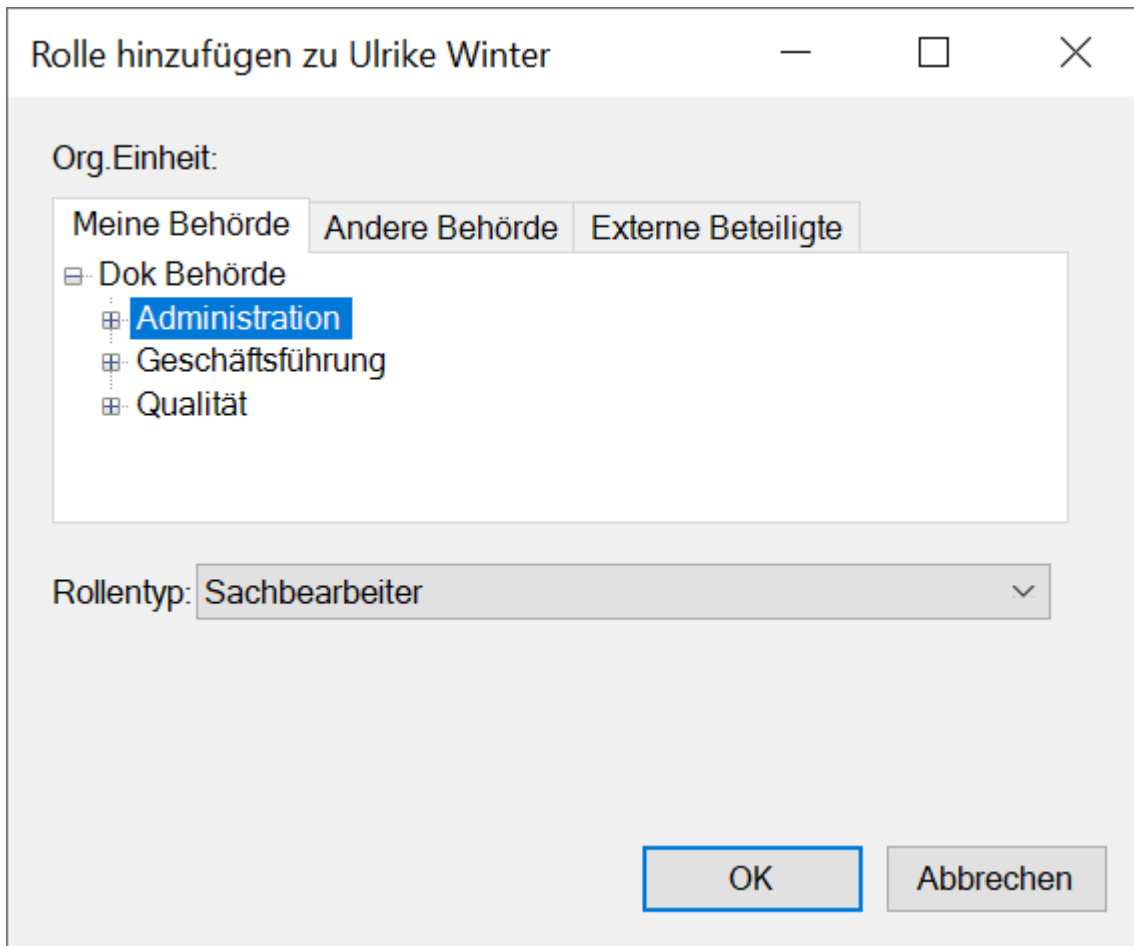 Rolle hinzufügen zu Ulrike Winter
Org.Einheit:
Meine Behörde Andere Behörde Externe Beteiligte
Dok Behörde
Administration
Geschäftsführung
Qualität
Rollentyp: Sachbearbeiter
OK Abbrechen